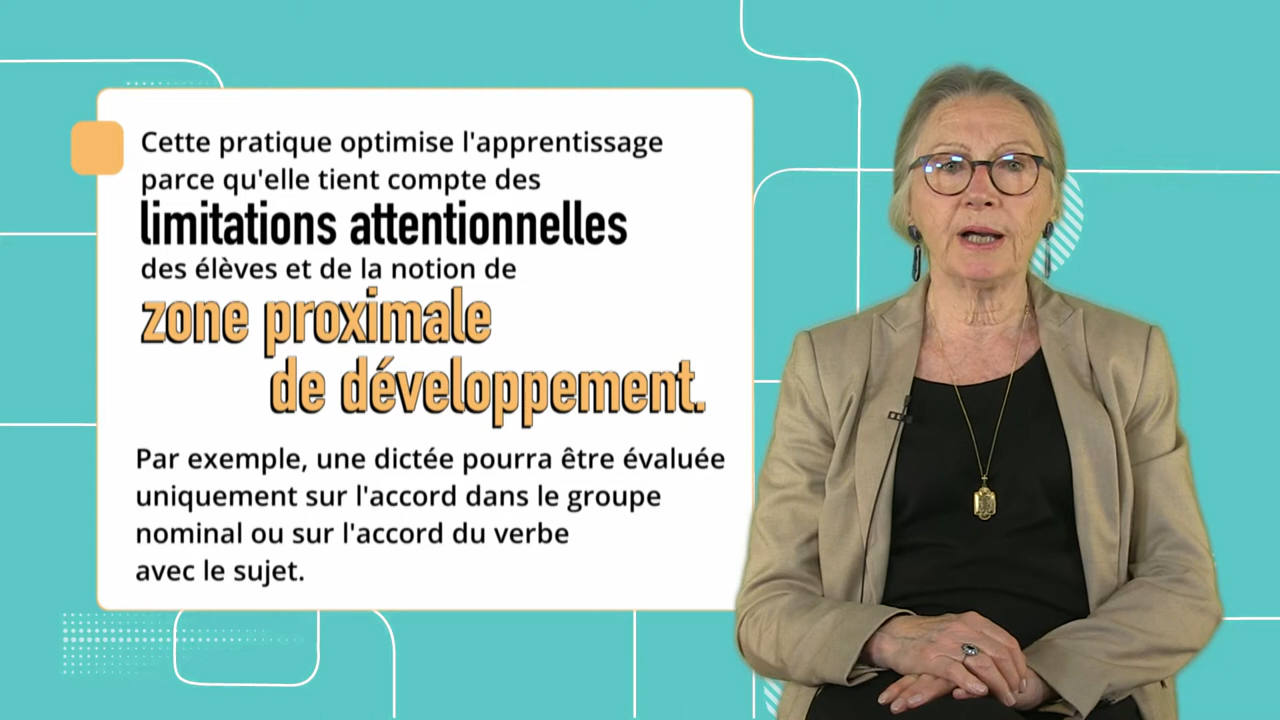 Cette pratique optimise l'apprentissage
parce qu'elle tient compte des
limitations attentionnelles
des élèves et de la notion de
zone proximale
de développement.
Par exemple, une dictée pourra être évaluée
uniquement sur l'accord dans le groupe
nominal ou sur l'accord du verbe
avec le sujet.